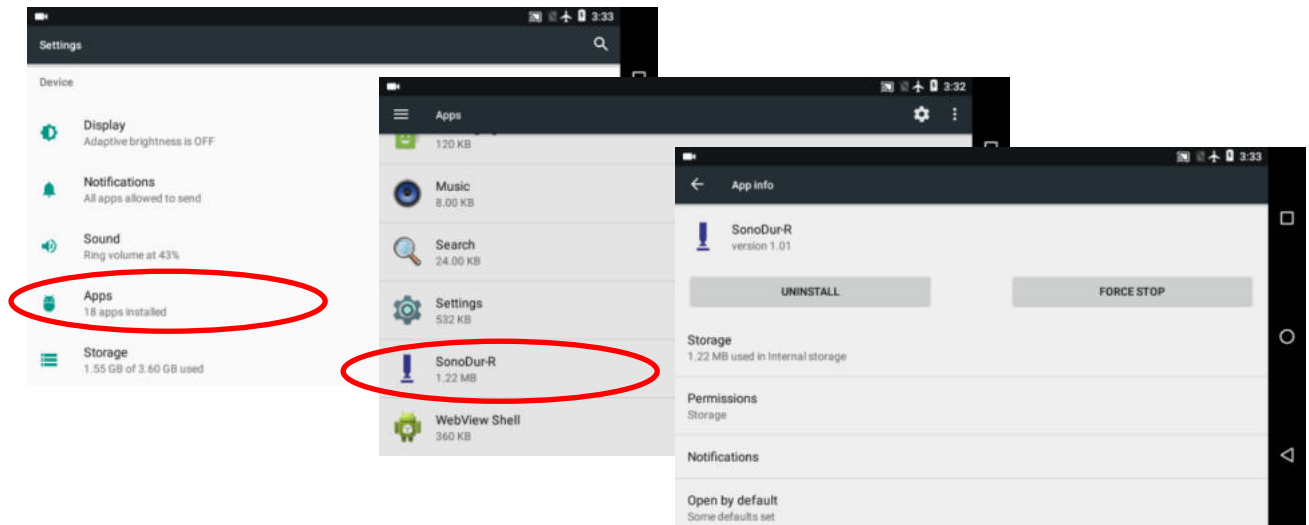 3:33
Settings
Device
Display
Adaptive brightness is OFF
Notifications
All apps allowed to send
Sound
Ring volume at 43%
Apps
18 apps installed
Storage
1.55 GB of 3.60 GB used
3:32
Apps
120 KB
Music
8.00 KB
Search
24.00 KB
Settings
532 KB
SonoDur-R
1.22 MB
WebView Shell
360 KB
3:33
App info
SonoDur-R
version 1.01
UNINSTALL
FORCE STOP
Storage
1.22 MB used in Internal storage
Permissions
Storage
Notifications
Open by default
Some defaults set